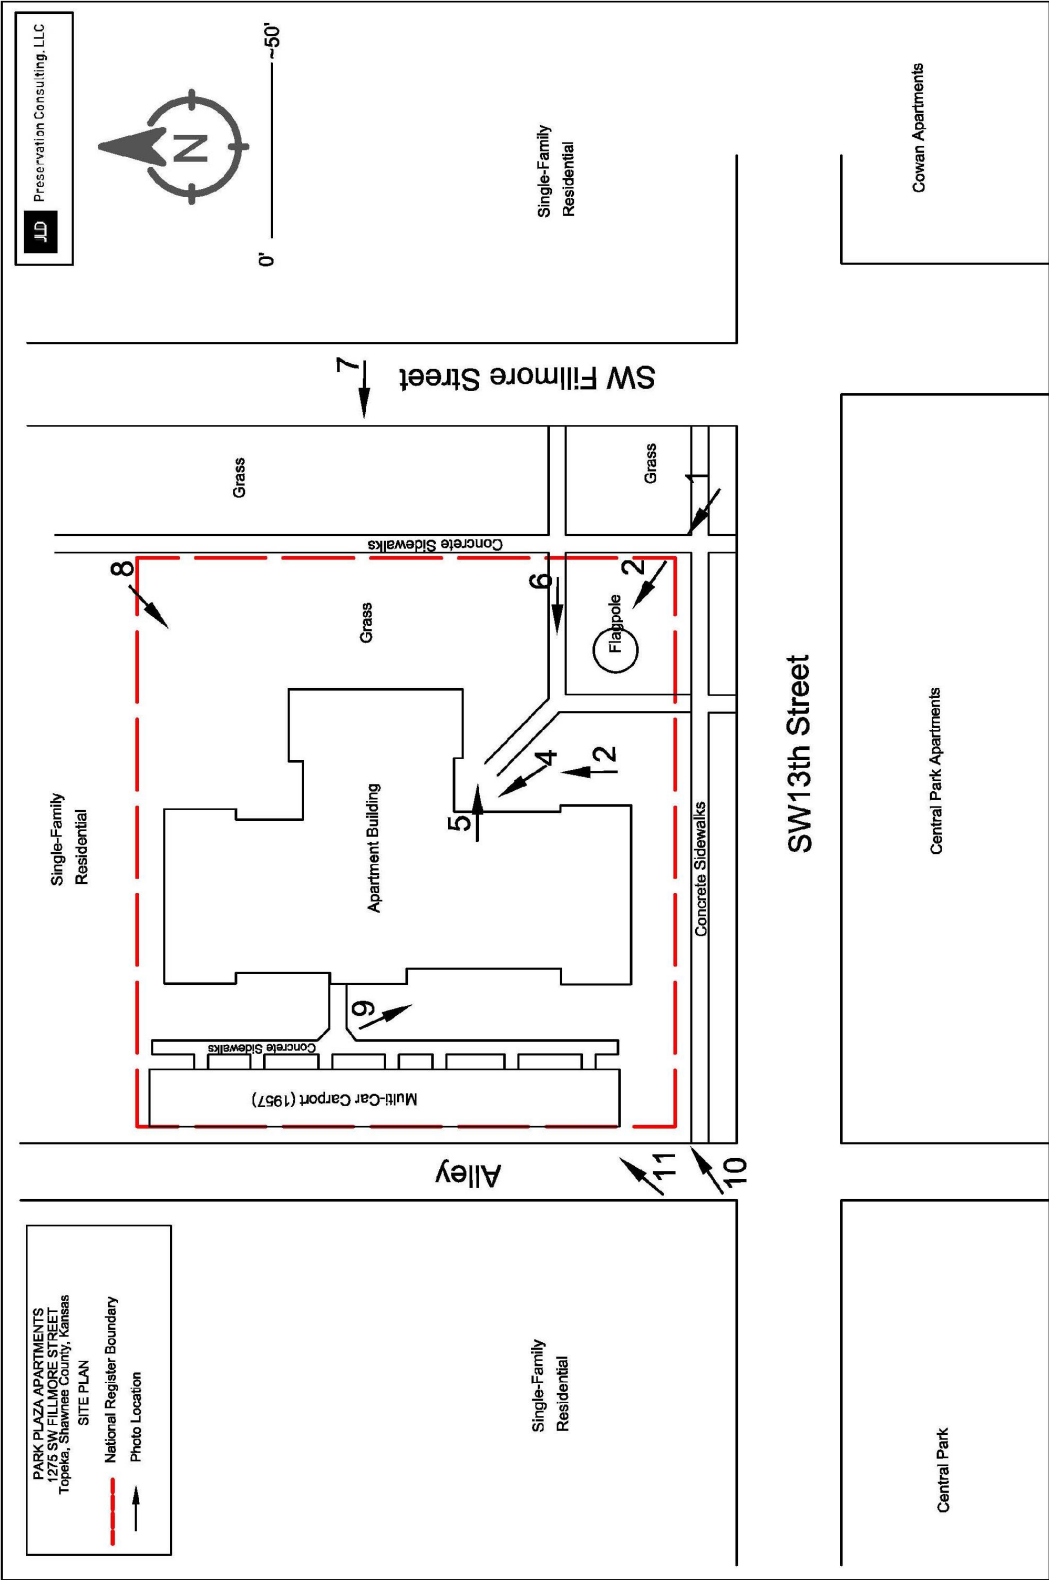 PARK PLAZA APARTMENTS
1275 SW FILLMORE STREET
Topeka, Shawnee County, Kansas
SITE PLAN
National Register Boundary
Photo Location
JLD Preservation Consulting, LLC
N
0' ~50'
Single-Family
Residential
Single-Family
Residential
Single-Family
Residential
Alley
Multi-Car Carport (1957)
Concrete Sidewalks
Apartment Building
Grass
Concrete Sidewalks
Grass
SW Fillmore Street
Flagpole
Grass
Concrete Sidewalks
SW13th Street
Central Park
Central Park Apartments
Cowan Apartments
8
7
9
5
4
2
6
2
1
11
10